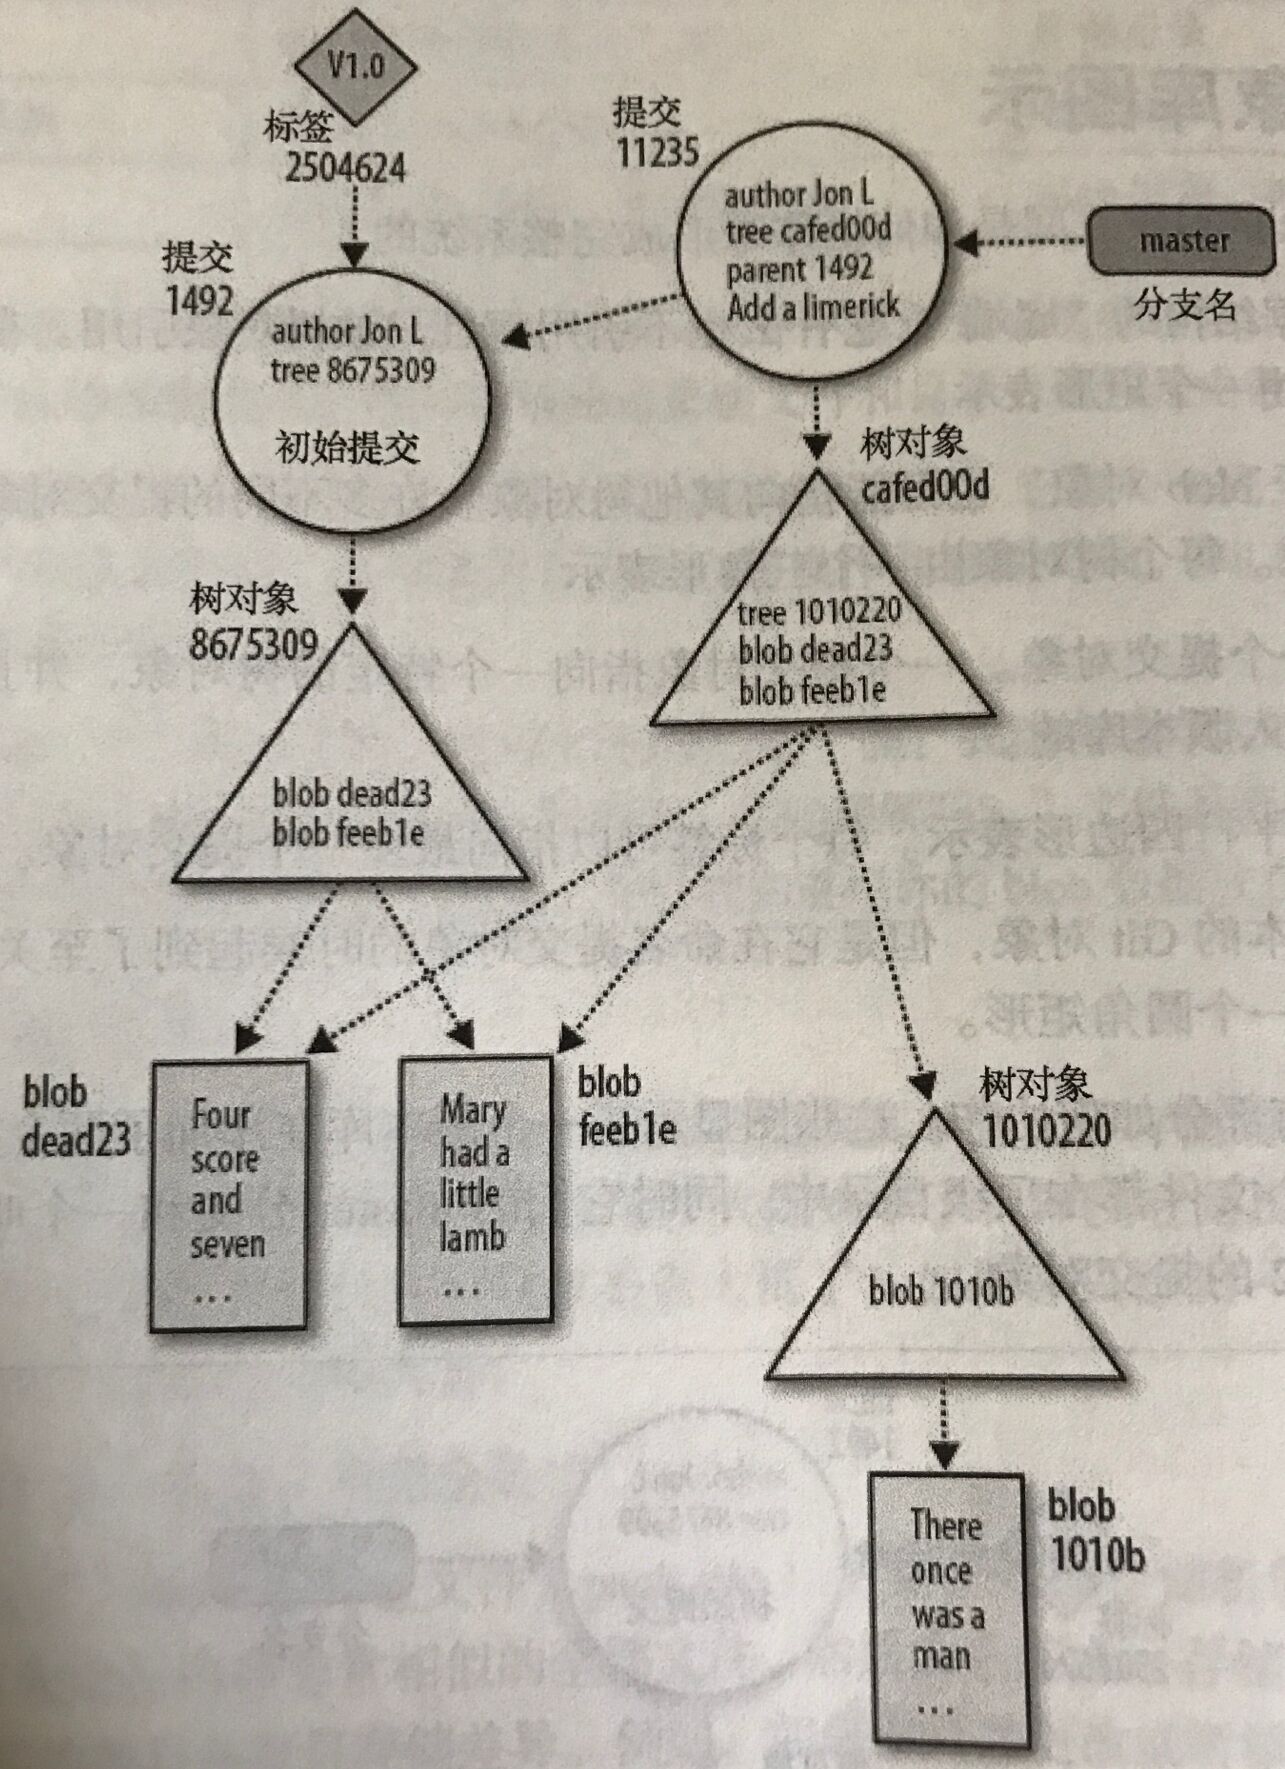 V1.0
标签
2504624
提交
11235
author Jon L
tree cafed00d
parent 1492
Add a limerick
master
分支名
提交
1492
author Jon L
tree 8675309
初始提交
树对象
cafed00d
tree 1010220
blob dead23
blob feeb1e
树对象
8675309
blob dead23
blob feeb1e
blob
dead23
Four
score
and
seven
...
Mary
had a
little
lamb
...
blob
feeb1e
树对象
1010220
blob 1010b
There
once
was a
man
...
blob
1010b